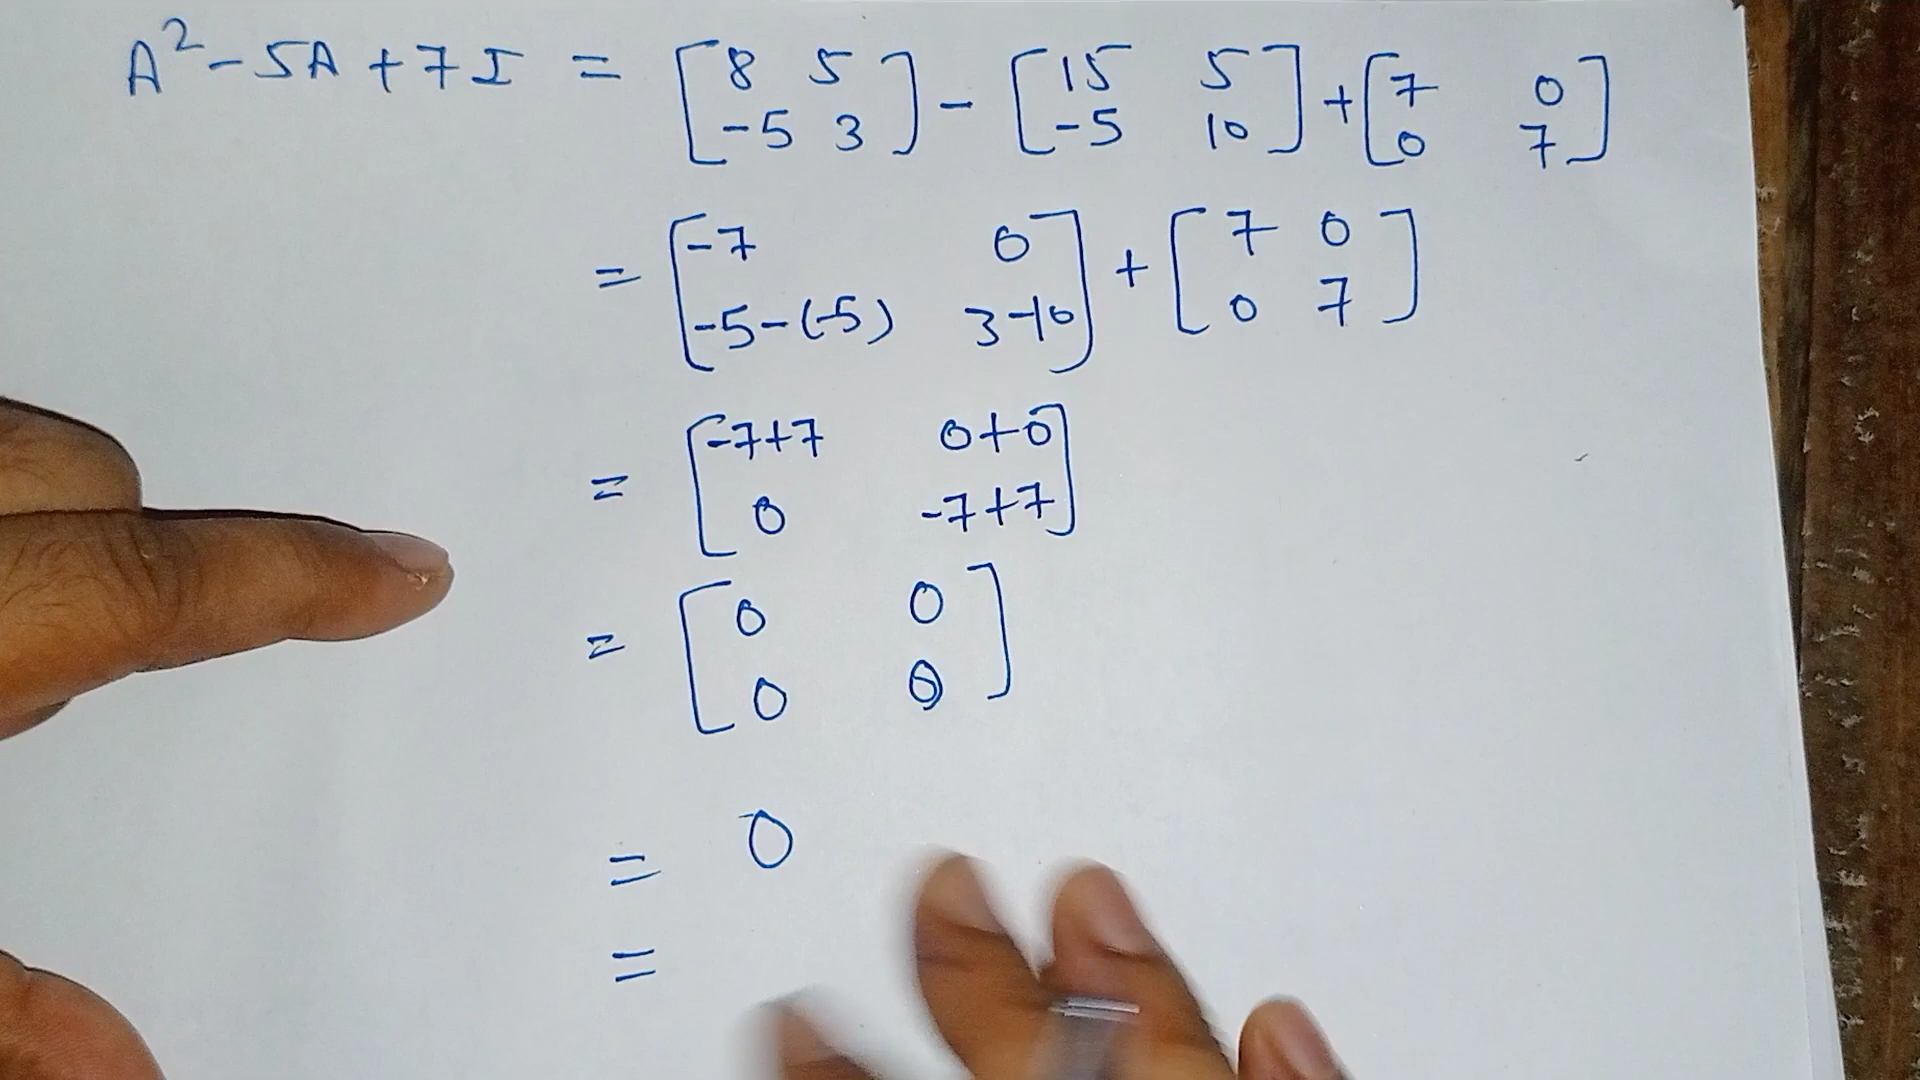 A² - 5A + 7I = [8 5] - [15 5] + [7 0]
[-5 3] [-5 10] [0 7]
= [-7 0] + [7 0]
[-5-(-5) 3-10] [0 7]
= [-7+7 0+0]
[0 -7+7]
= [0 0]
[0 0]
= 0
=